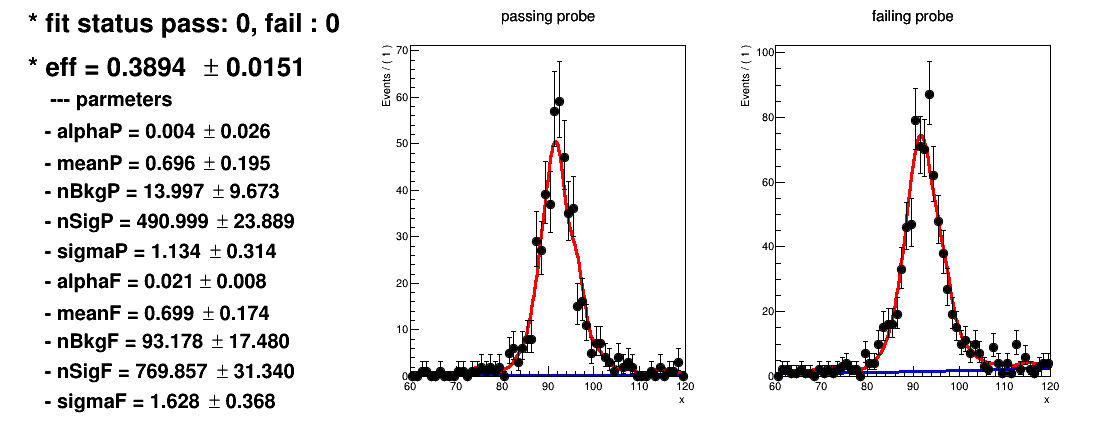 * fit status pass: 0, fail : 0
* eff = 0.3894 ± 0.0151
--- parmeters
- alphaP = 0.004 ± 0.026
- meanP = 0.696 ± 0.195
- nBkgP = 13.997 ± 9.673
- nSigP = 490.999 ± 23.889
- sigmaP = 1.134 ± 0.314
- alphaF = 0.021 ± 0.008
- meanF = 0.699 ± 0.174
- nBkgF = 93.178 ± 17.480
- nSigF = 769.857 ± 31.340
- sigmaF = 1.628 ± 0.368
passing probe
Events / ( 1 )
70
60
50
40
30
20
10
0
60 70 80 90 100 110 120
x
failing probe
Events / ( 1 )
100
80
60
40
20
0
60 70 80 90 100 110 120
x